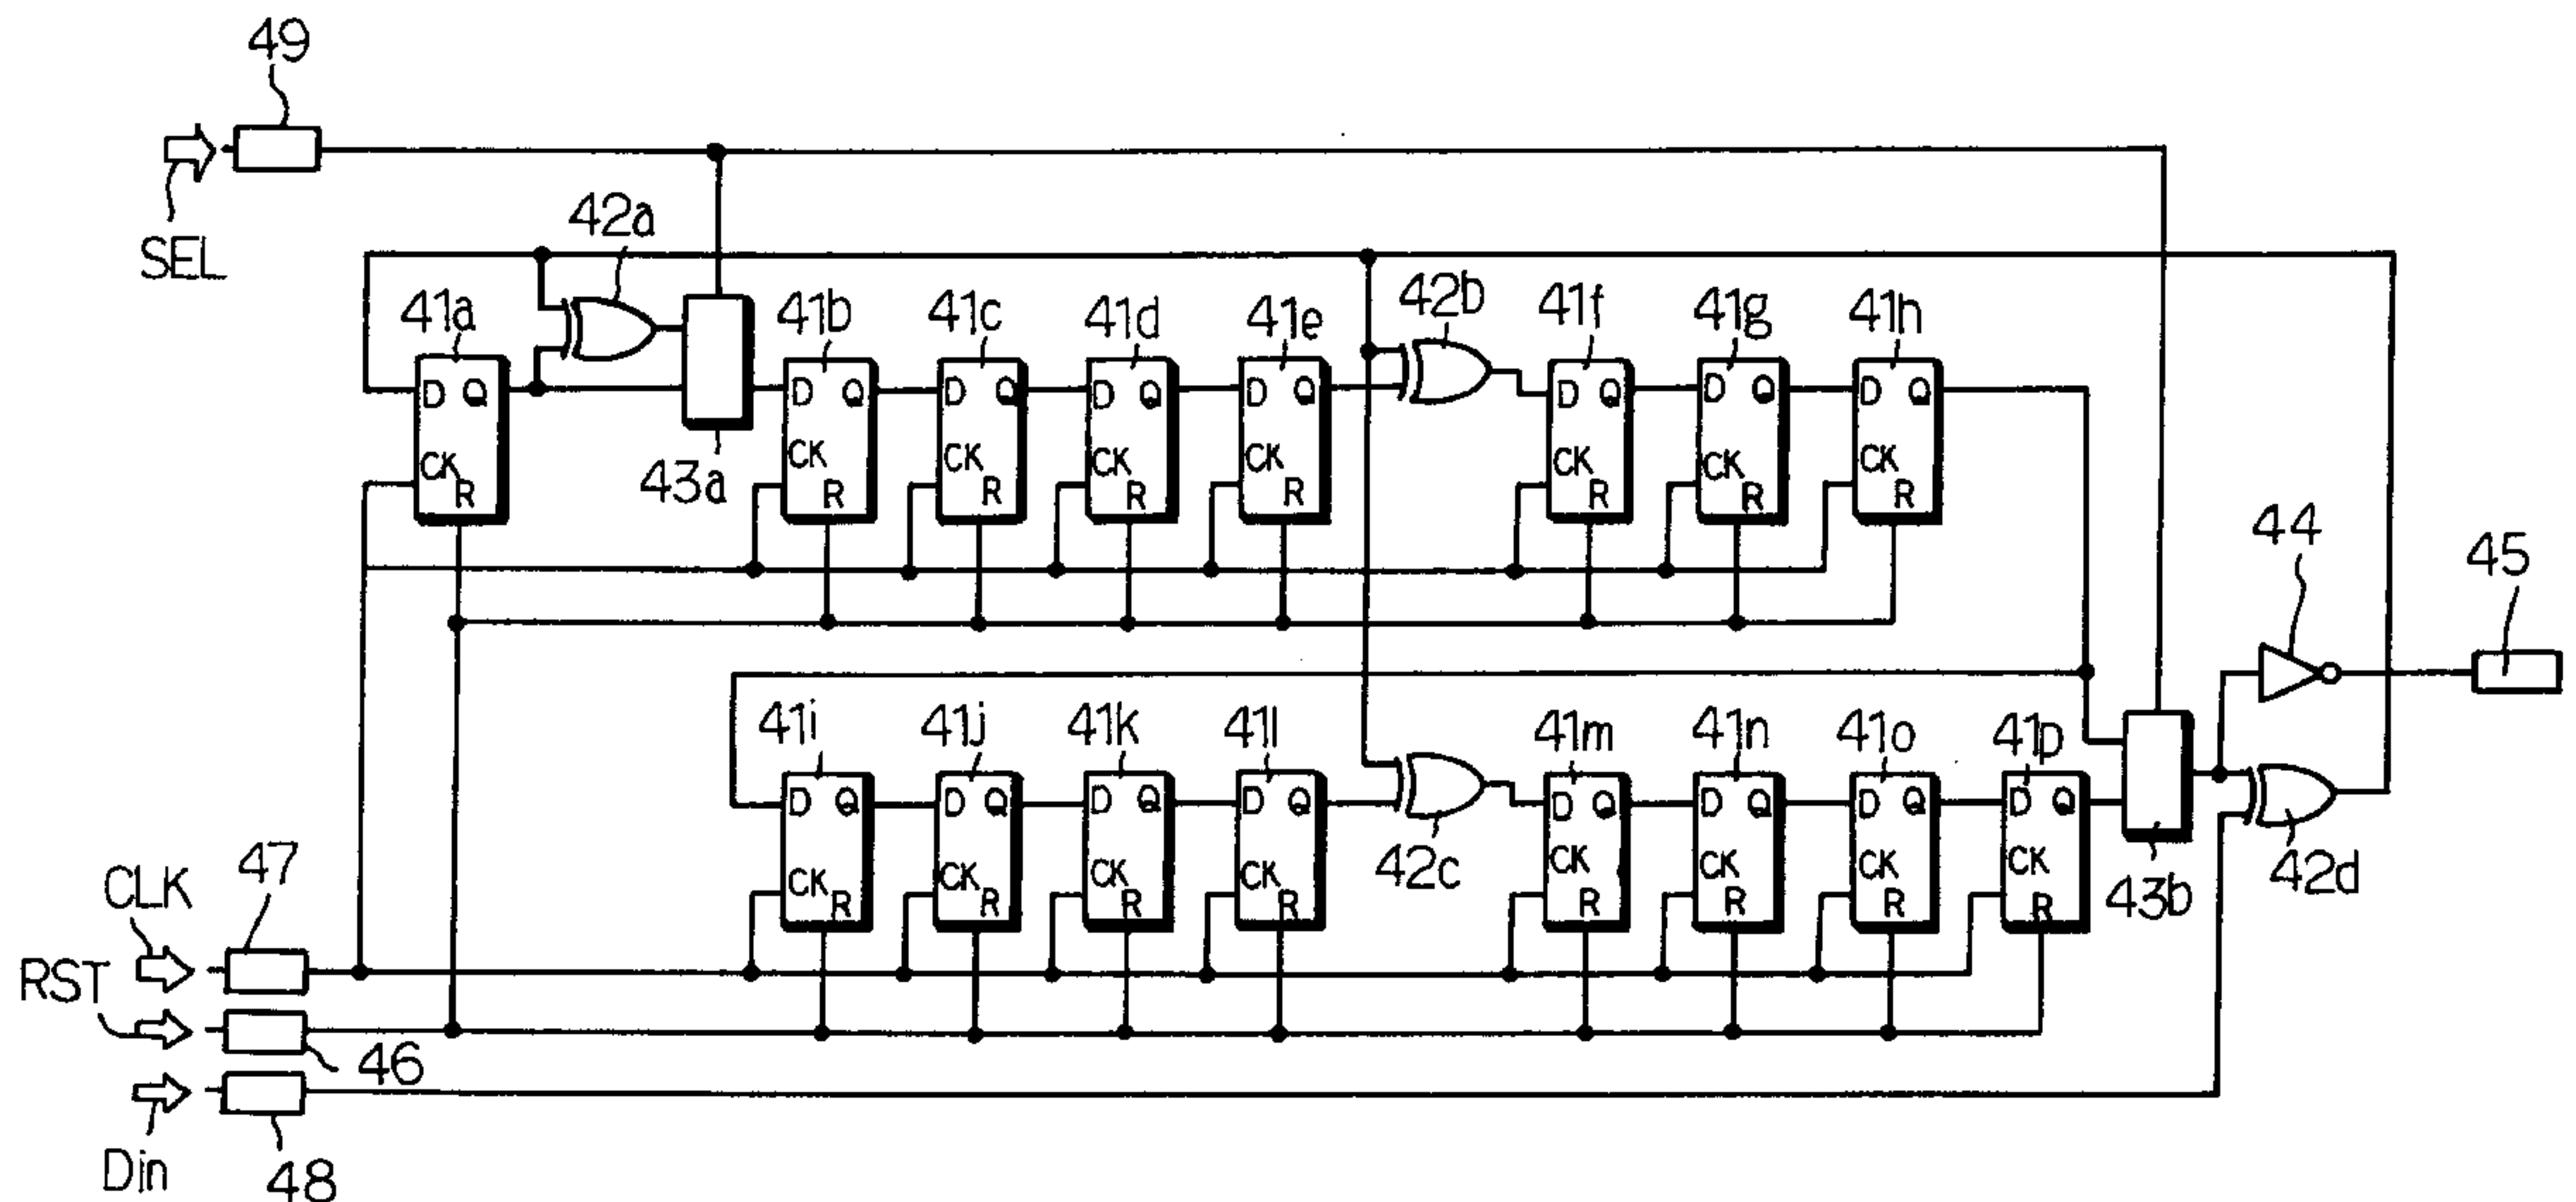 49
SEL
42a
41a
43a
41b
41c
41d
41e
42b
41f
41g
41h
D Q
CK
R
D Q
CK
R
D Q
CK
R
D Q
CK
R
D Q
CK
R
D Q
CK
R
D Q
CK
R
D Q
CK
R
44
45
41i
41j
41k
41l
42c
41m
41n
41o
41p
43b
42d
D Q
CK
R
D Q
CK
R
D Q
CK
R
D Q
CK
R
D Q
CK
R
D Q
CK
R
D Q
CK
R
D Q
CK
R
CLK
47
RST
46
Din
48